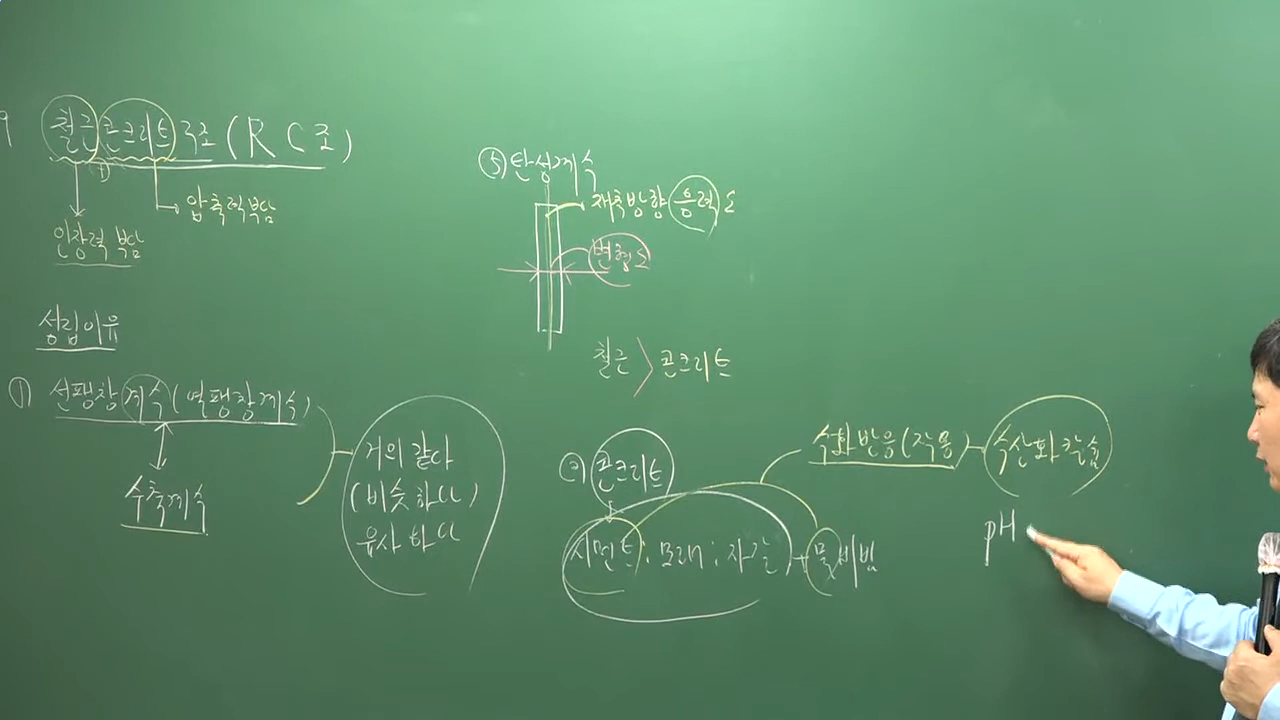 철근콘크리트구조(RC조)
①
압축력부담
인장력 부담
성립이유
① 선팽창계수(열팽창계수)
수축계수
거의 같다
(비슷하다)
유사하다
탄성계수
재축방향 응력도
변형도
철근 > 콘크리트
② 콘크리트
시멘트 : 모래 : 자갈 + 물비빔
수화반응(작용)
수산화칼슘
pH